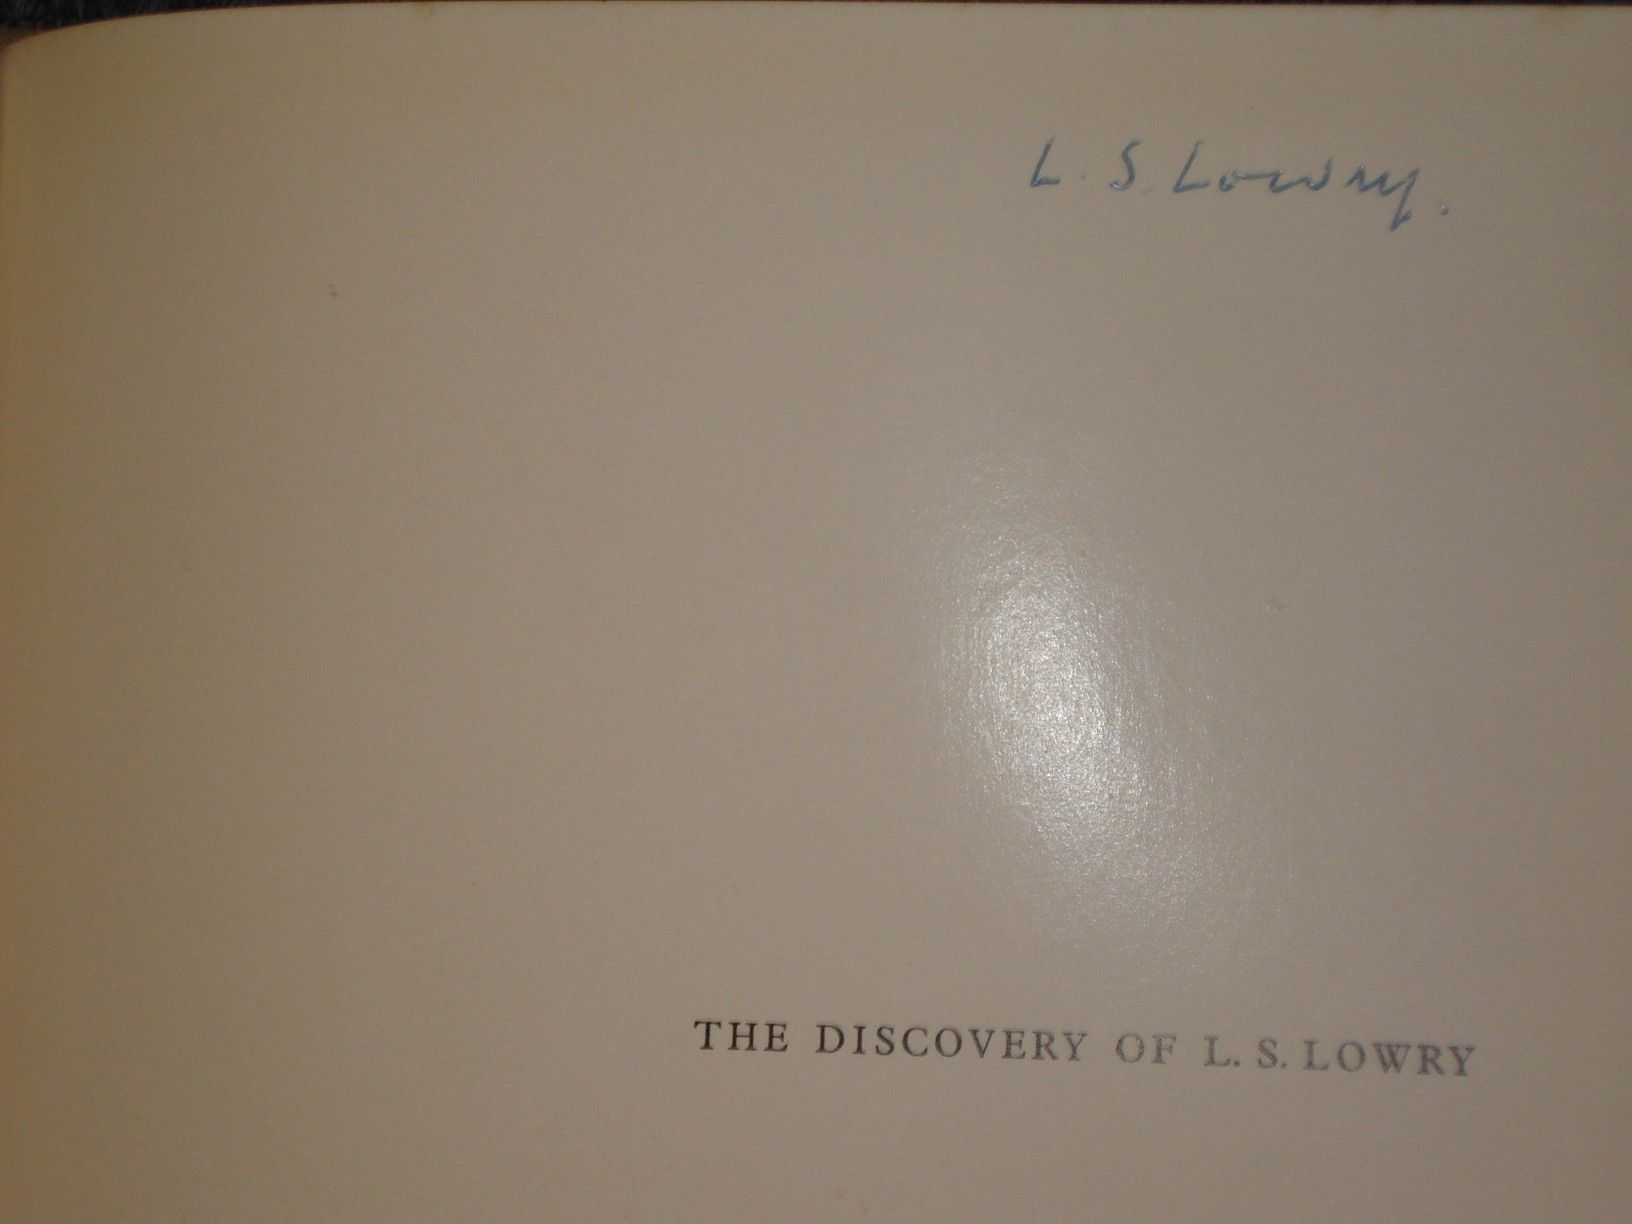 L. S. Lowry.
THE DISCOVERY OF L. S. LOWRY